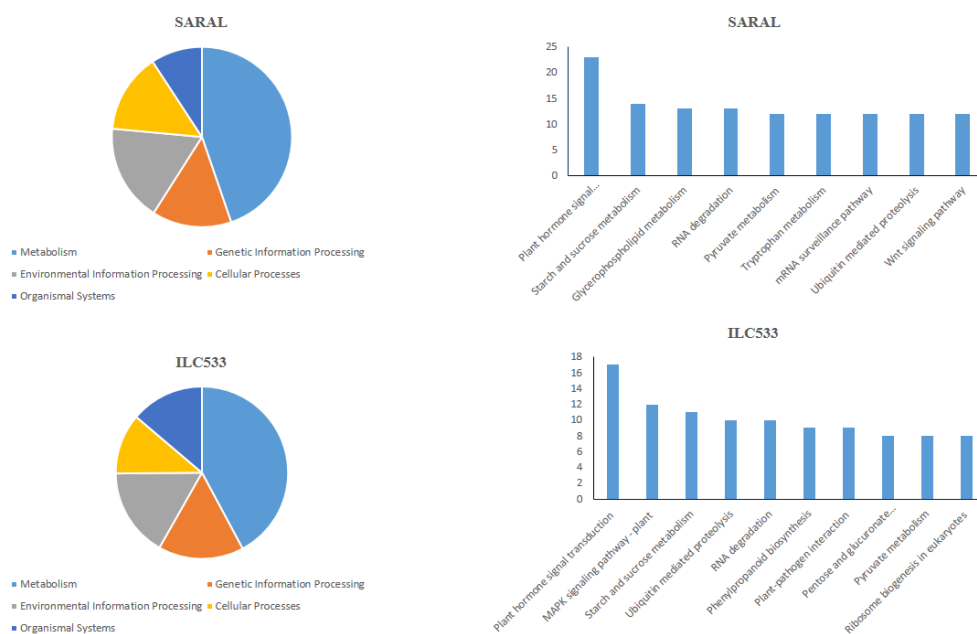 SARAL
Metabolism
Genetic Information Processing
Environmental Information Processing
Cellular Processes
Organismal Systems
SARAL
25
20
15
10
5
0
Plant hormone signal...
Starch and sucrose metabolism
Glycerophospholipid metabolism
RNA degradation
Pyruvate metabolism
Tryptophan metabolism
mRNA surveillance pathway
Ubiquitin mediated proteolysis
Wnt signaling pathway
ILC533
Metabolism
Genetic Information Processing
Environmental Information Processing
Cellular Processes
Organismal Systems
ILC533
18
16
14
12
10
8
6
4
2
0
Plant hormone signal transduction
MAPK signaling pathway - plant
Starch and sucrose metabolism
Ubiquitin mediated proteolysis
RNA degradation
Phenylpropanoid biosynthesis
Plant-pathogen interaction
Pentose and glucuronate...
Pyruvate metabolism
Ribosome biogenesis in eukaryotes